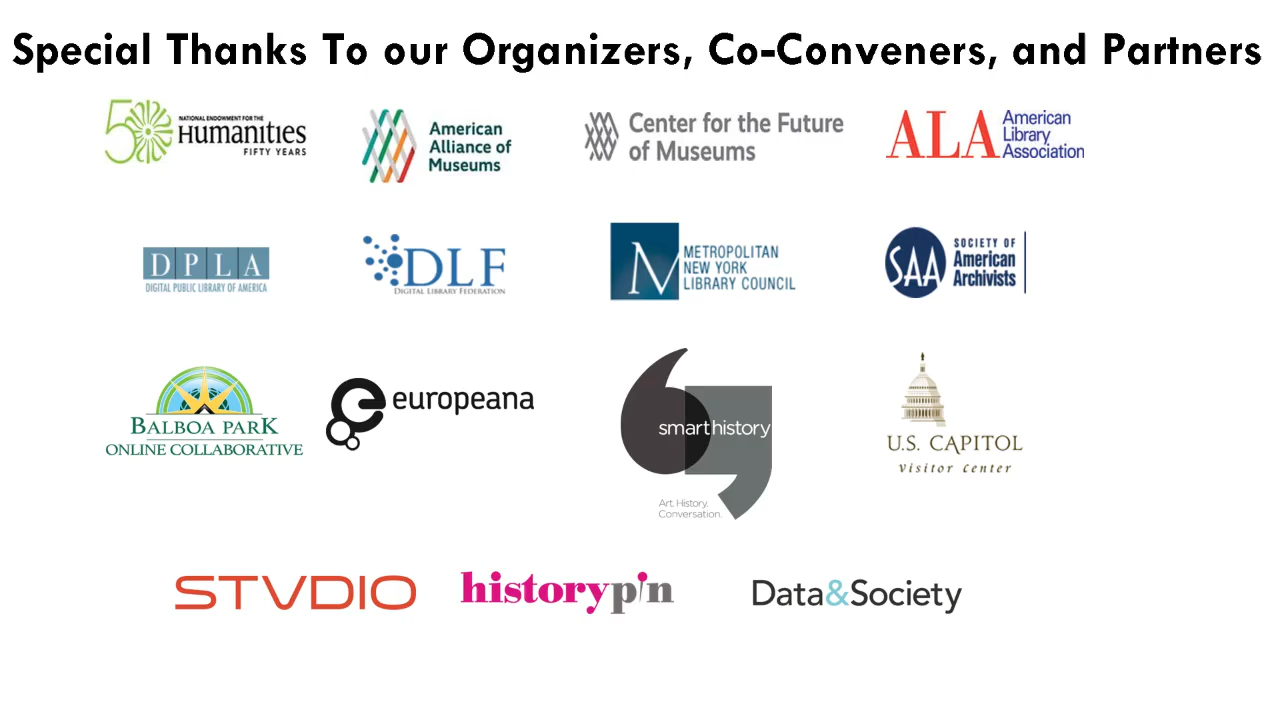 Special Thanks To our Organizers, Co-Conveners, and Partners
50
NATIONAL ENDOWMENT FOR THE
HUMANITIES
FIFTY YEARS
American
Alliance of
Museums
Center for the Future
of Museums
ALA
American
Library
Association
DPLA
DIGITAL PUBLIC LIBRARY OF AMERICA
DLF
DIGITAL LIBRARY FEDERATION
M
METROPOLITAN
NEW YORK
LIBRARY COUNCIL
SAA
SOCIETY OF
American
Archivists
BALBOA PARK
ONLINE COLLABORATIVE
europeana
smarthistory
Art. History.
Conversation.
U.S. CAPITOL
Visitor Center
STVDIO
historypin
Data&Society